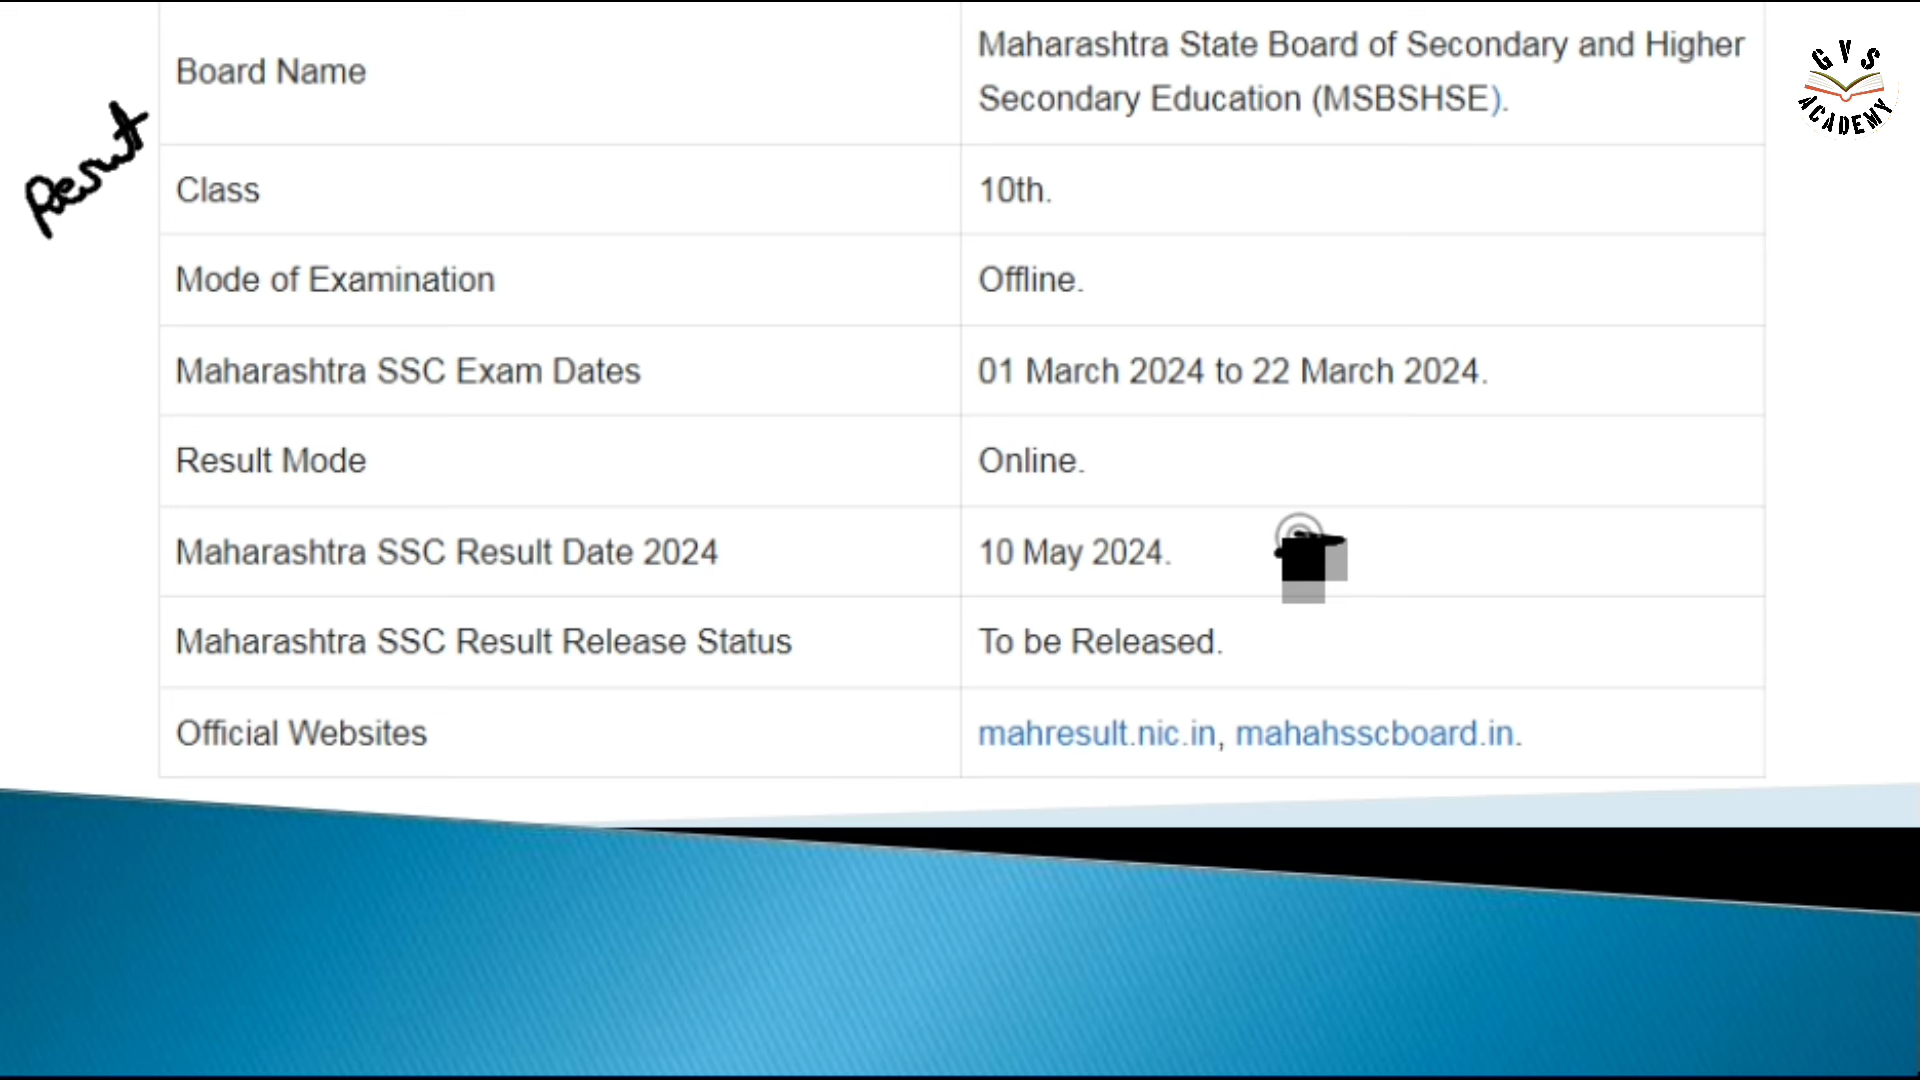 Board Name
Maharashtra State Board of Secondary and Higher
Secondary Education (MSBSHSE).
GVS
ACADEMY
Result
Class
10th.
Mode of Examination
Offline.
Maharashtra SSC Exam Dates
01 March 2024 to 22 March 2024.
Result Mode
Online.
Maharashtra SSC Result Date 2024
10 May 2024.
Maharashtra SSC Result Release Status
To be Released.
Official Websites
mahresult.nic.in, mahahsscboard.in.